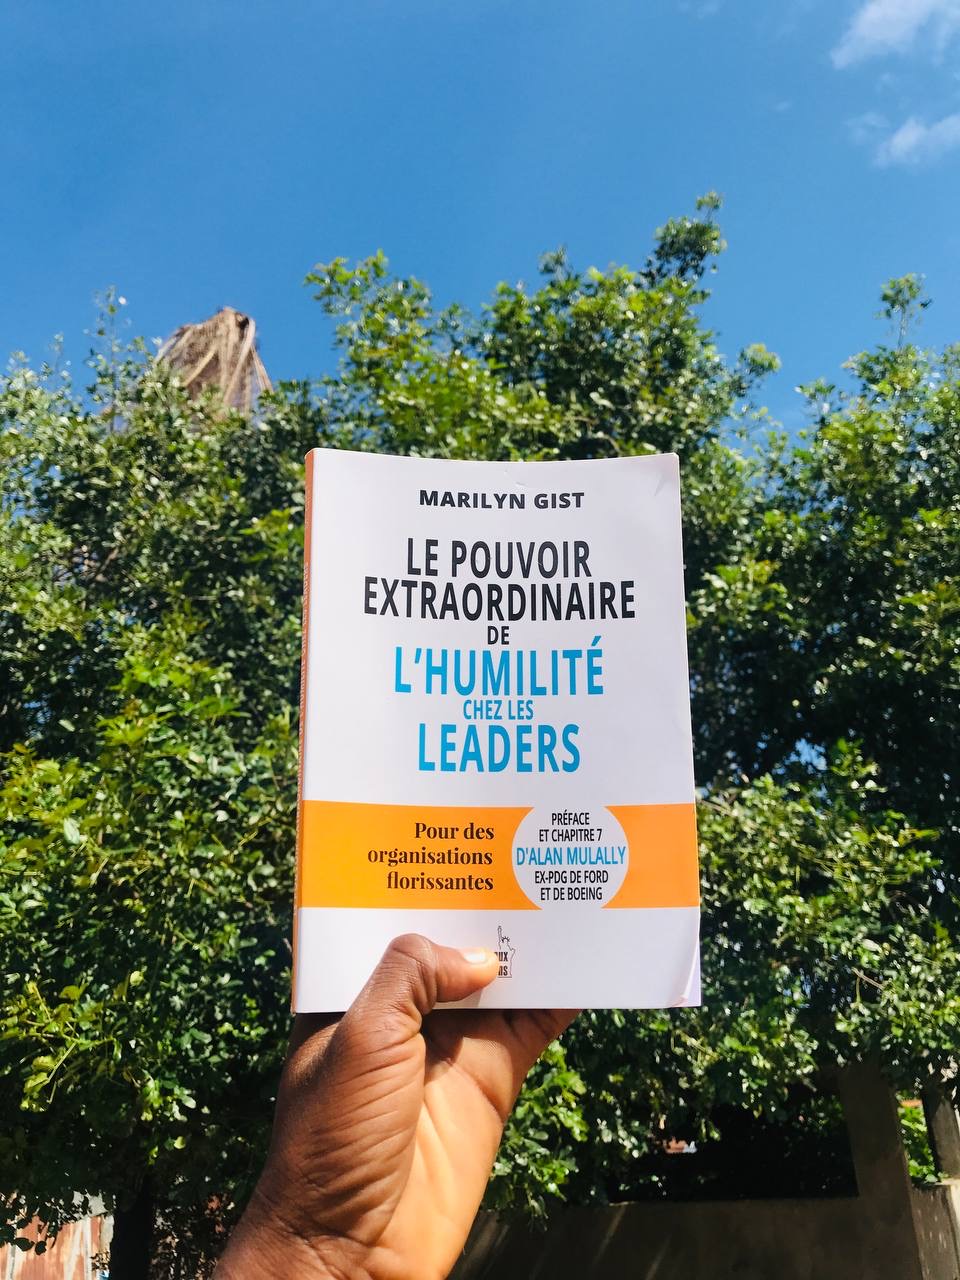 MARILYN GIST
LE POUVOIR
EXTRAORDINAIRE
DE
L'HUMILITÉ
CHEZ LES
LEADERS
Pour des
organisations
florissantes
PRÉFACE
ET CHAPITRE 7
D'ALAN MULALLY
EX-PDG DE FORD
ET DE BOEING